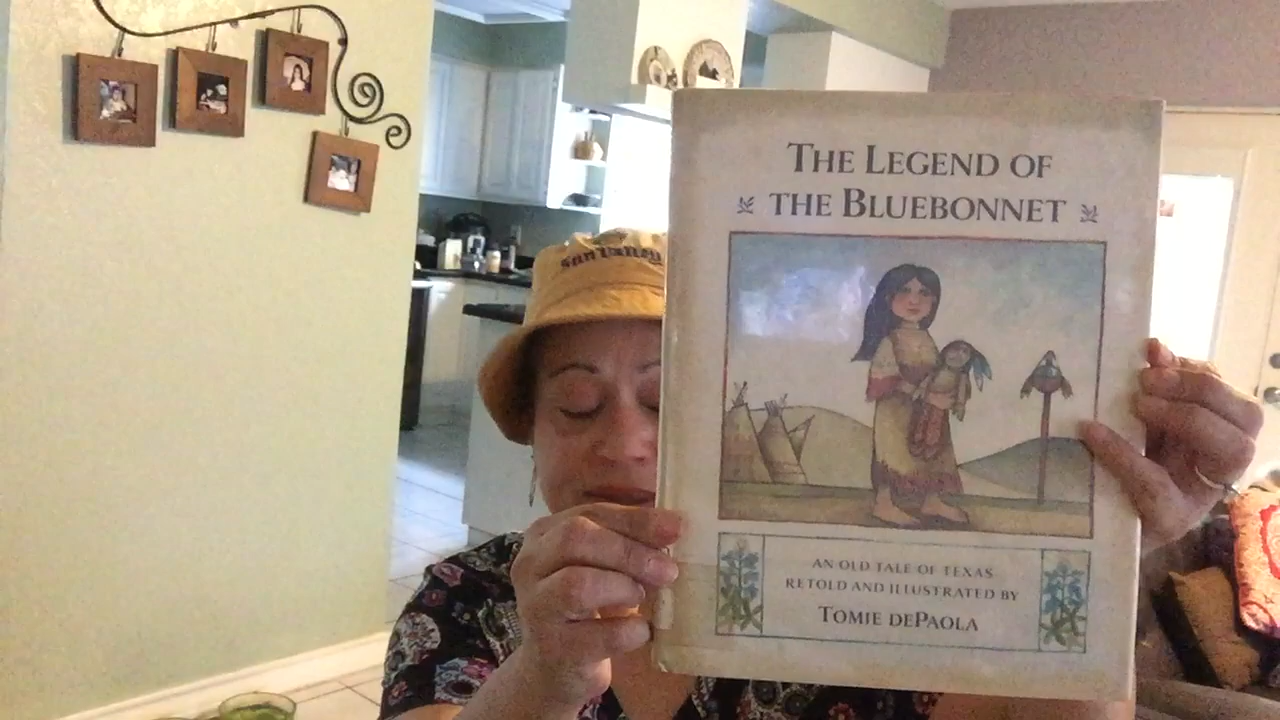 THE LEGEND OF
THE BLUEBONNET
AN OLD TALE OF TEXAS
RETOLD AND ILLUSTRATED BY
TOMIE DEPAOLA